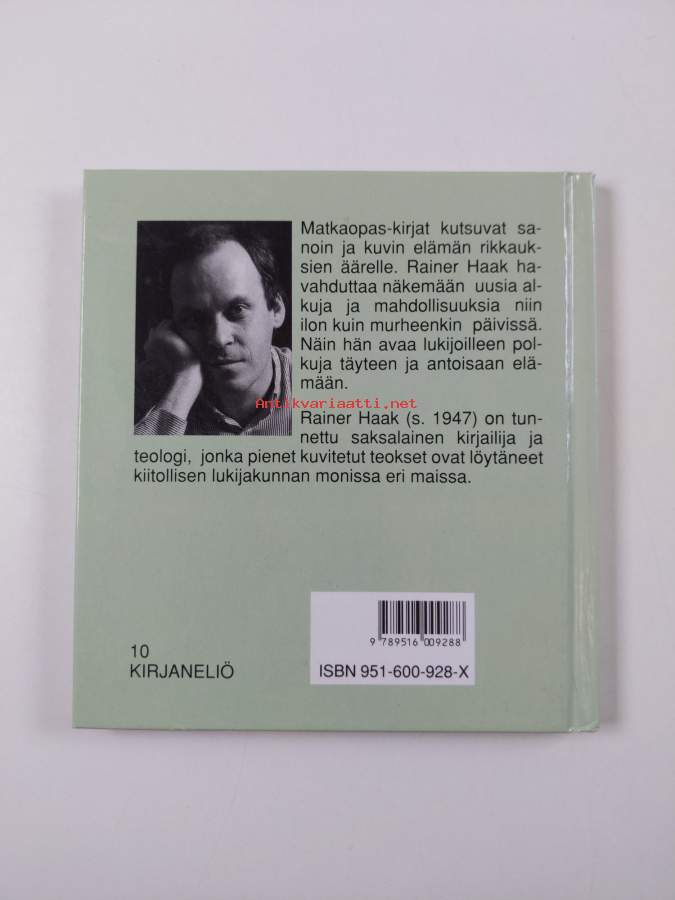 Matkaopas-kirjat kutsuvat sa-
noin ja kuvin elämän rikkauk-
sien äärelle. Rainer Haak ha-
vahduttaa näkemään uusia al-
kuja ja mahdollisuuksia niin
ilon kuin murheenkin päivissä.
Näin hän avaa lukijoilleen pol-
kuja täyteen ja antoisaan elä-
mään.
Antikvariaatti.net
Rainer Haak (s. 1947) on tun-
nettu saksalainen kirjailija ja
teologi, jonka pienet kuvitetut teokset ovat löytäneet
kiitollisen lukijakunnan monissa eri maissa.
9 789516 009288
10
KIRJANELIÖ
ISBN 951-600-928-X